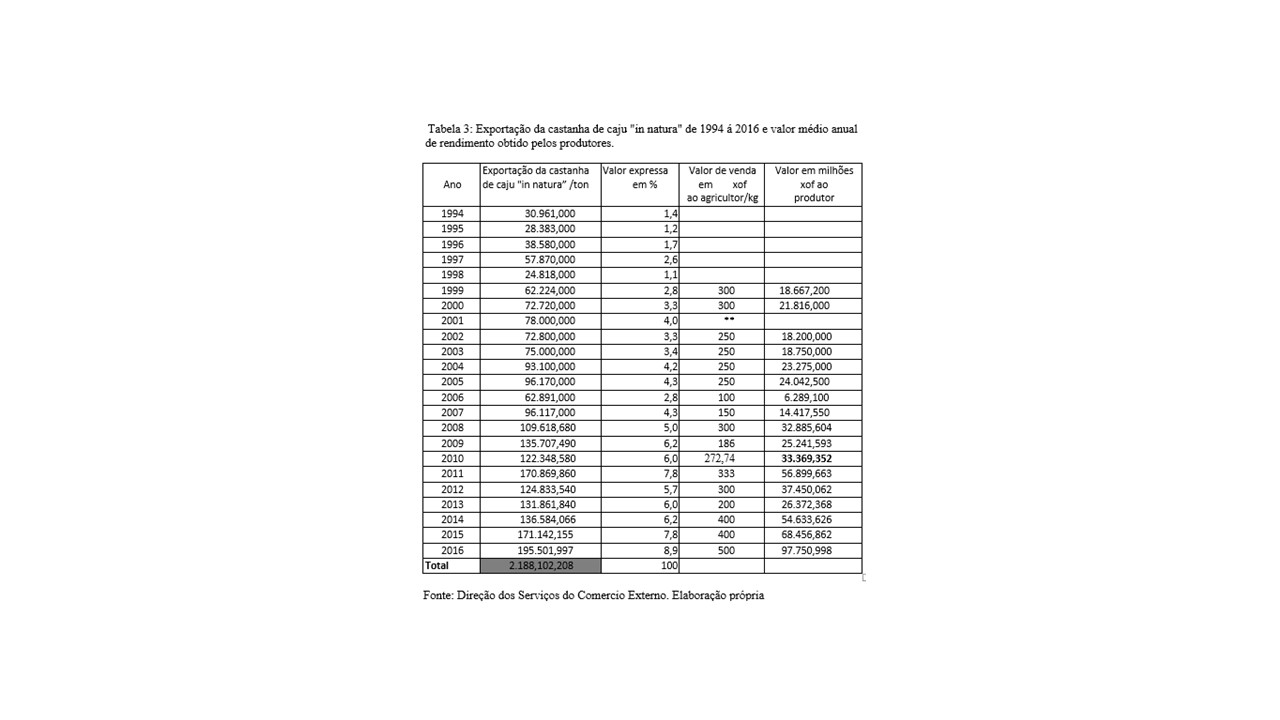 Tabela 3: Exportação da castanha de caju "in natura" de 1994 á 2016 e valor médio anual
de rendimento obtido pelos produtores.
Ano Exportação da castanha de caju "in natura" /ton Valor expressa em % Valor de venda em xof ao agricultor/kg Valor em milhões xof ao produtor
1994 30.961,000 1,4
1995 28.383,000 1,2
1996 38.580,000 1,7
1997 57.870,000 2,6
1998 24.818,000 1,1
1999 62.224,000 2,8 300 18.667,200
2000 72.720,000 3,3 300 21.816,000
2001 78.000,000 4,0 **
2002 72.800,000 3,3 250 18.200,000
2003 75.000,000 3,4 250 18.750,000
2004 93.100,000 4,2 250 23.275,000
2005 96.170,000 4,3 250 24.042,500
2006 62.891,000 2,8 100 6.289,100
2007 96.117,000 4,3 150 14.417,550
2008 109.618,680 5,0 300 32.885,604
2009 135.707,490 6,2 186 25.241,593
2010 122.348,580 6,0 272,74 33.369,352
2011 170.869,860 7,8 333 56.899,663
2012 124.833,540 5,7 300 37.450,062
2013 131.861,840 6,0 200 26.372,368
2014 136.584,066 6,2 400 54.633,626
2015 171.142,155 7,8 400 68.456,862
2016 195.501,997 8,9 500 97.750,998
Total 2.188,102,208 100
Fonte: Direção dos Serviços do Comercio Externo. Elaboração própria